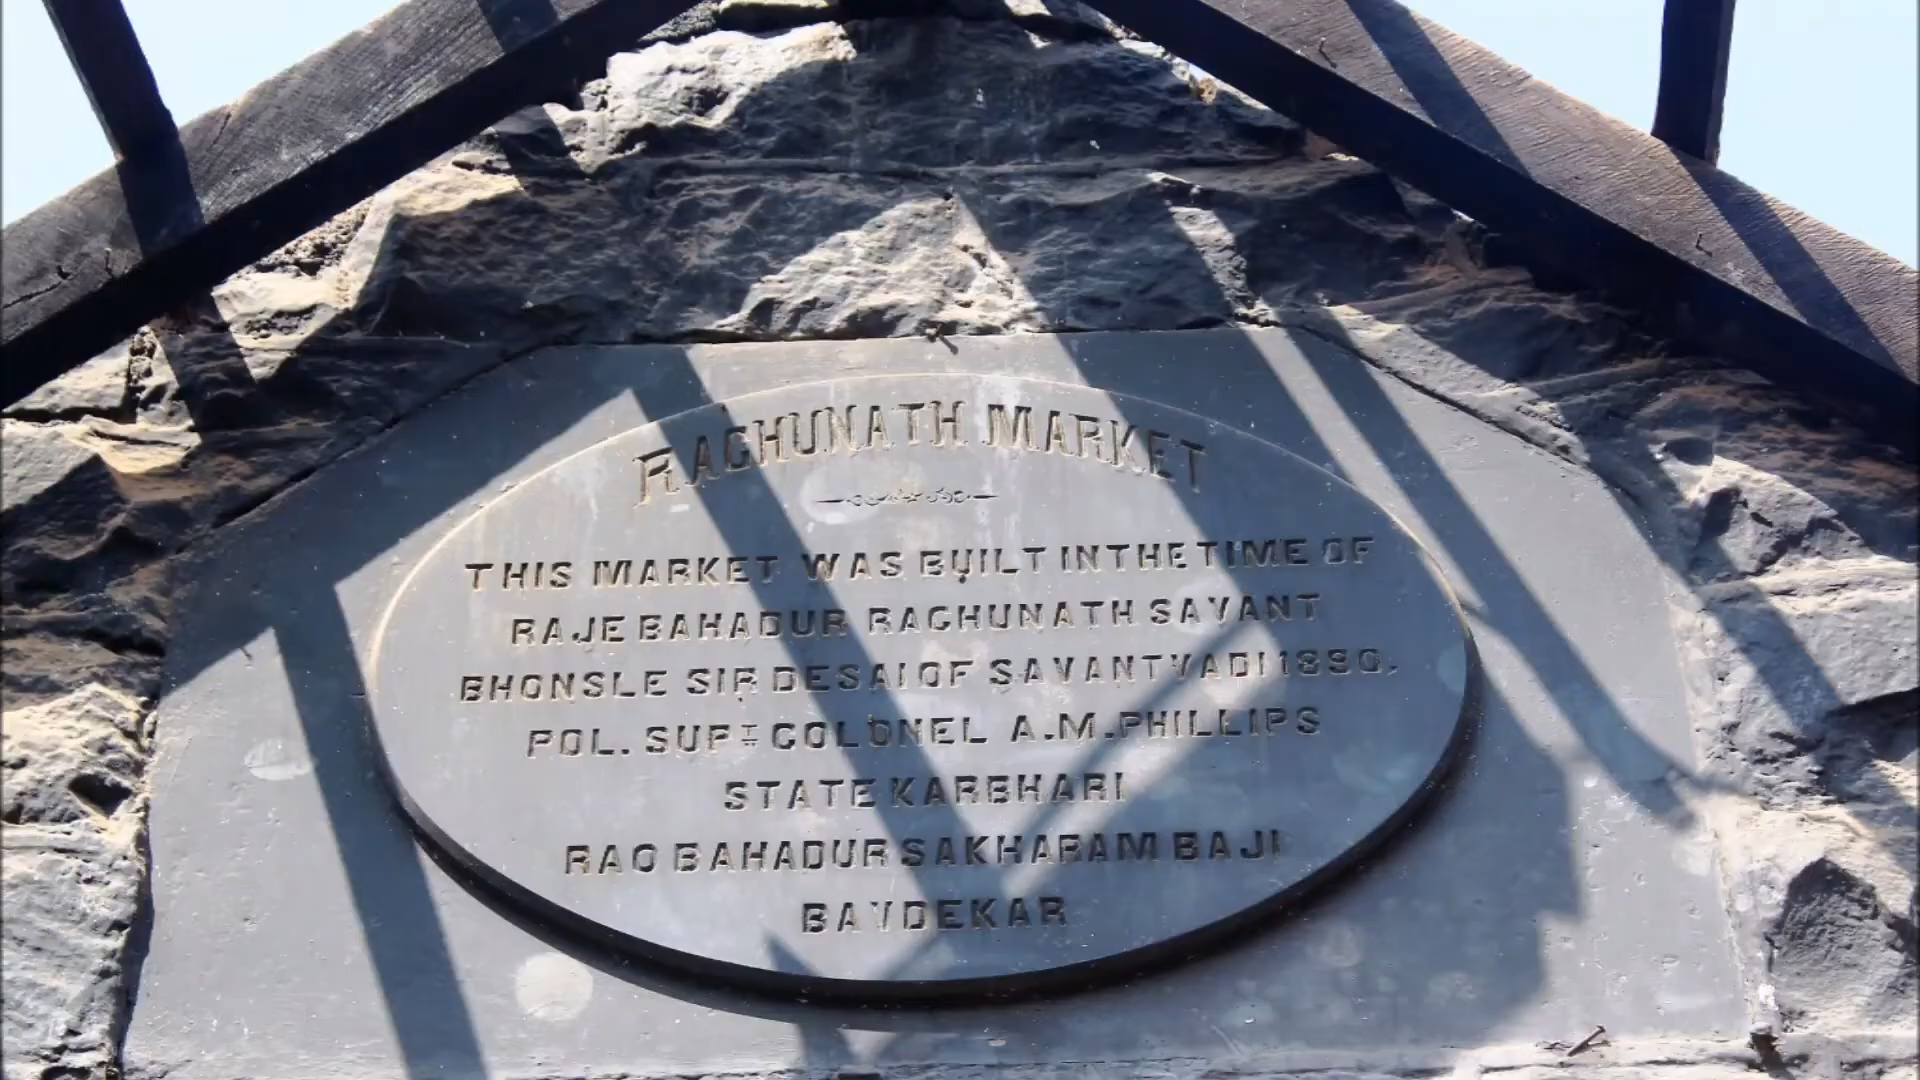 RAGHUNATH MARKET
THIS MARKET WAS BUILT IN THE TIME OF
RAJE BAHADUR RAGHUNATH SAVANT
BHONSLE SIR DESAI OF SAVANTVADI 1890.
POL. SUPT COLONEL A.M.PHILLIPS
STATE KARBHARI
RAO BAHADUR SAKHARAM BAJI
BAVDEKAR